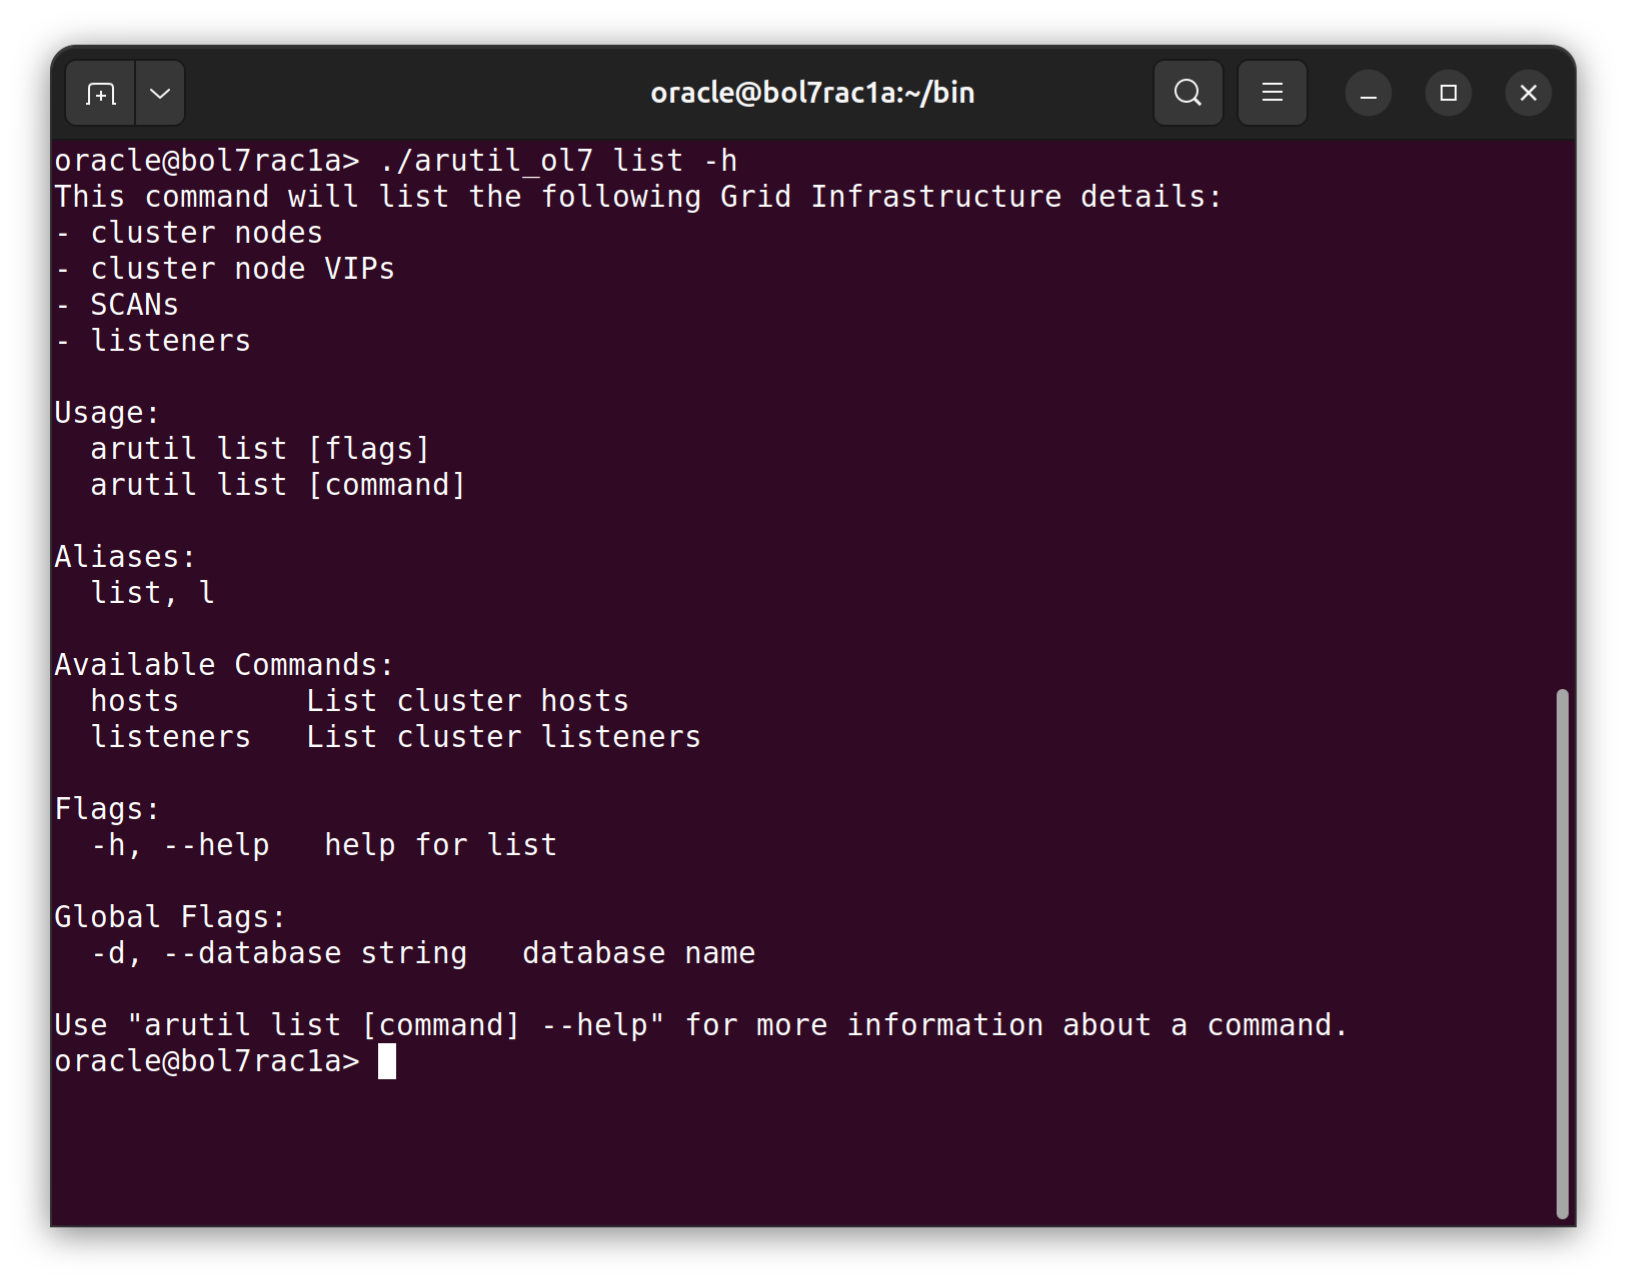 oracle@bol7rac1a:~/bin
oracle@bol7rac1a> ./arutil_ol7 list -h
This command will list the following Grid Infrastructure details:
- cluster nodes
- cluster node VIPs
- SCANs
- listeners
Usage:
  arutil list [flags]
  arutil list [command]
Aliases:
  list, l
Available Commands:
  hosts       List cluster hosts
  listeners   List cluster listeners
Flags:
  -h, --help   help for list
Global Flags:
  -d, --database string   database name
Use "arutil list [command] --help" for more information about a command.
oracle@bol7rac1a>